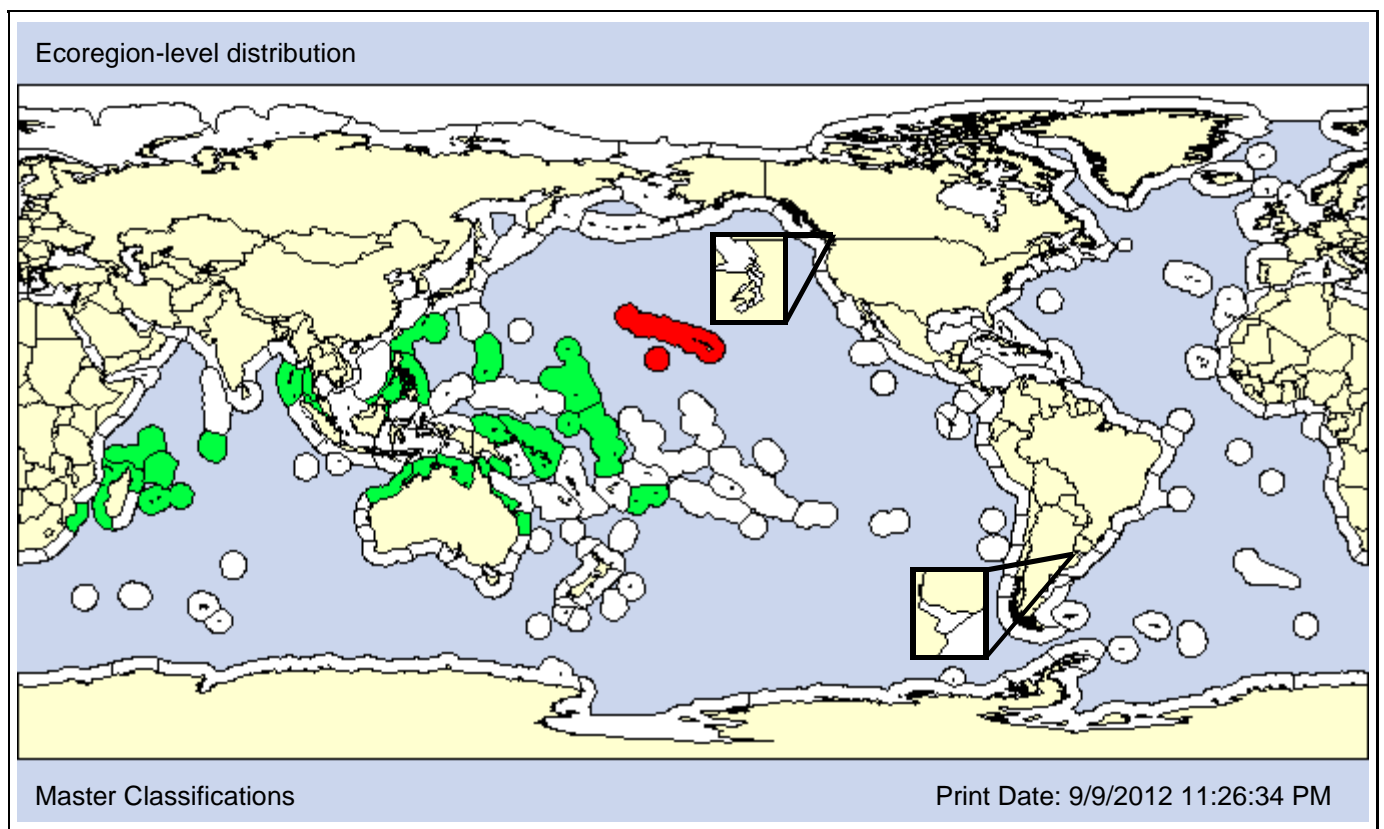 Ecoregion-level distribution
Master Classifications
Print Date: 9/9/2012 11:26:34 PM